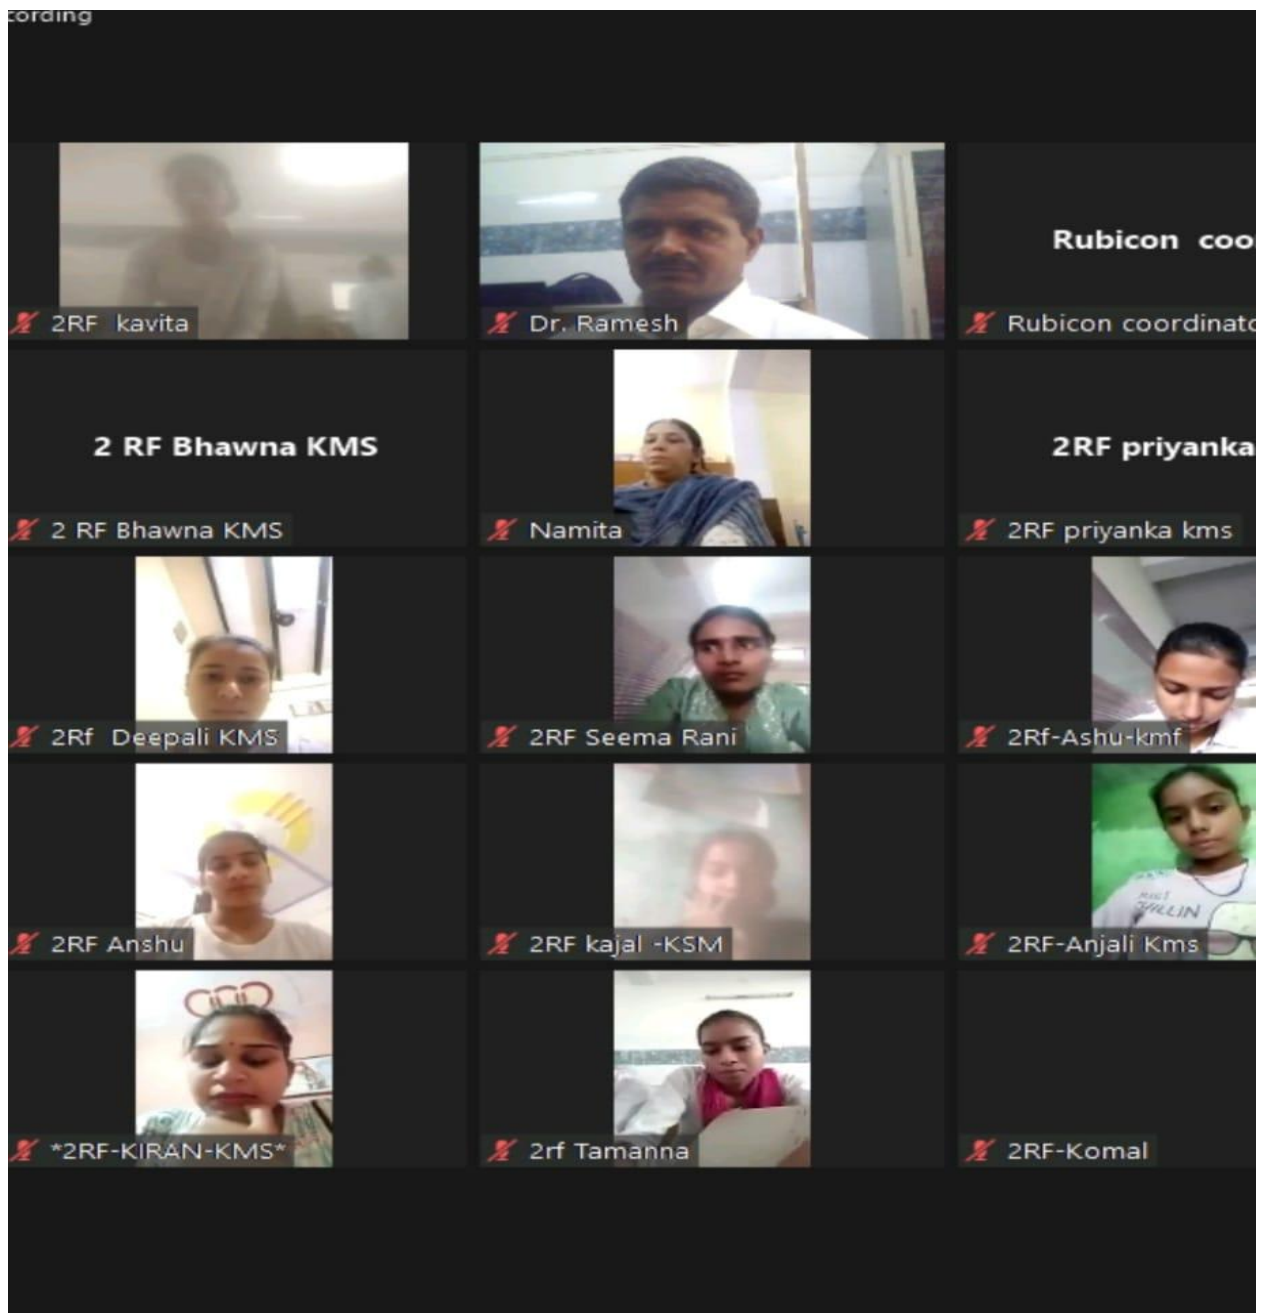 cording
2RF kavita
Dr. Ramesh
Rubicon coo
Rubicon coordinato
2 RF Bhawna KMS
2 RF Bhawna KMS
Namita
2RF priyanka
2RF priyanka kms
2Rf Deepali KMS
2RF Seema Rani
2Rf-Ashu-kmf
2RF Anshu
2RF kajal -KSM
CHILLIN
2RF-Anjali Kms
*2RF-KIRAN-KMS*
2rf Tamanna
2RF-Komal